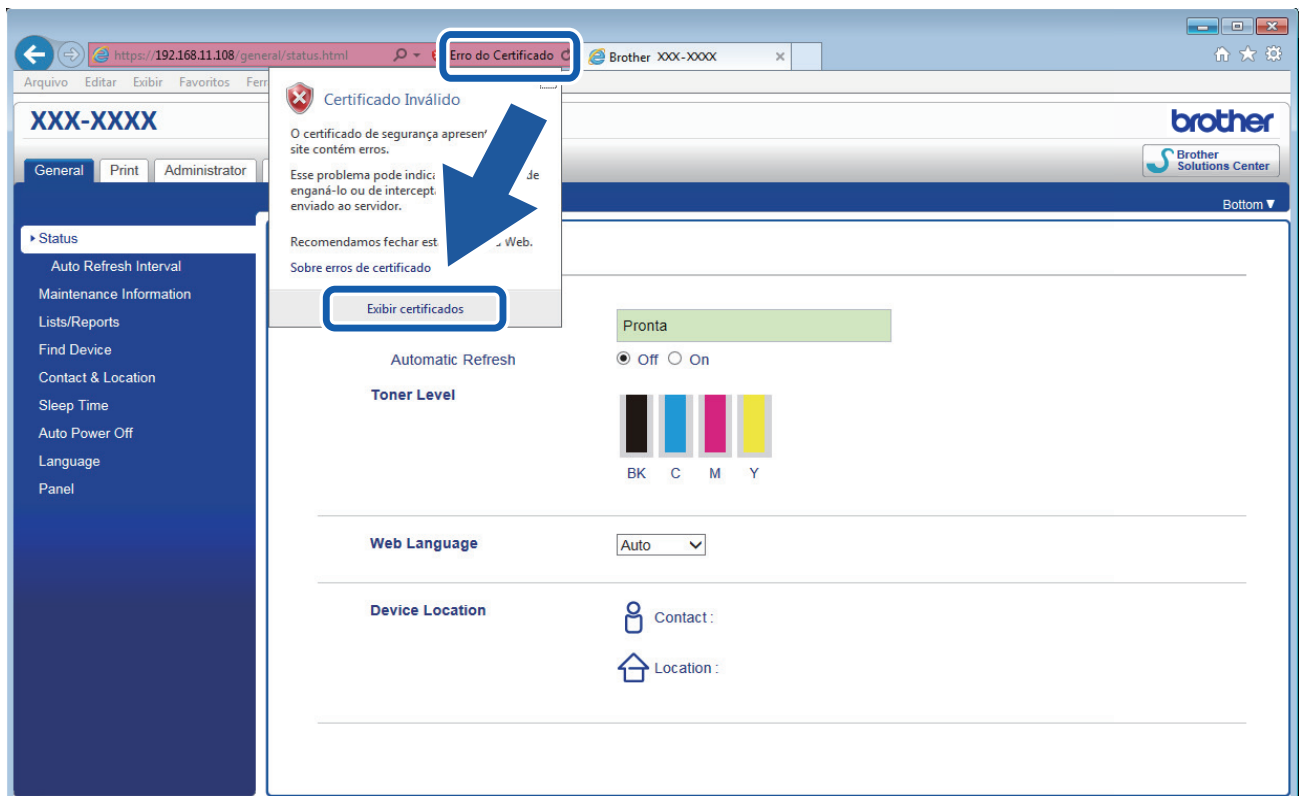 https://192.168.11.108/general/status.html
Erro do Certificado
Brother XXX-XXXX
Arquivo Editar Exibir Favoritos
Certificado Inválido
XXX-XXXX
brother
O certificado de segurança
site contém erros.
Brother
Solutions Center
General Print Administrator
Esse problema pode de
enganá-lo ou de
enviado ao servidor.
Bottom ▼
Status
Recomendamos fechar Web.
Auto Refresh Interval
Sobre erros de certificado
Maintenance Information
Exibir certificados
Lists/Reports
Pronta
Find Device
Automatic Refresh Off On
Contact & Location
Toner Level
Sleep Time
Auto Power Off
Language
BK C M Y
Panel
Web Language Auto
Device Location Contact :
Location :